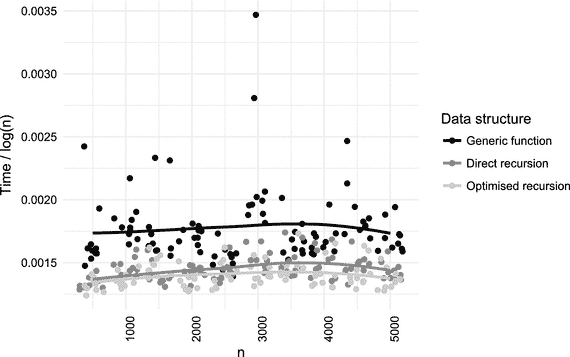 0.0035
0.0030
0.0025
0.0020
0.0015
Time / log(n)
1000
2000
3000
4000
5000
n
Data structure
Generic function
Direct recursion
Optimised recursion